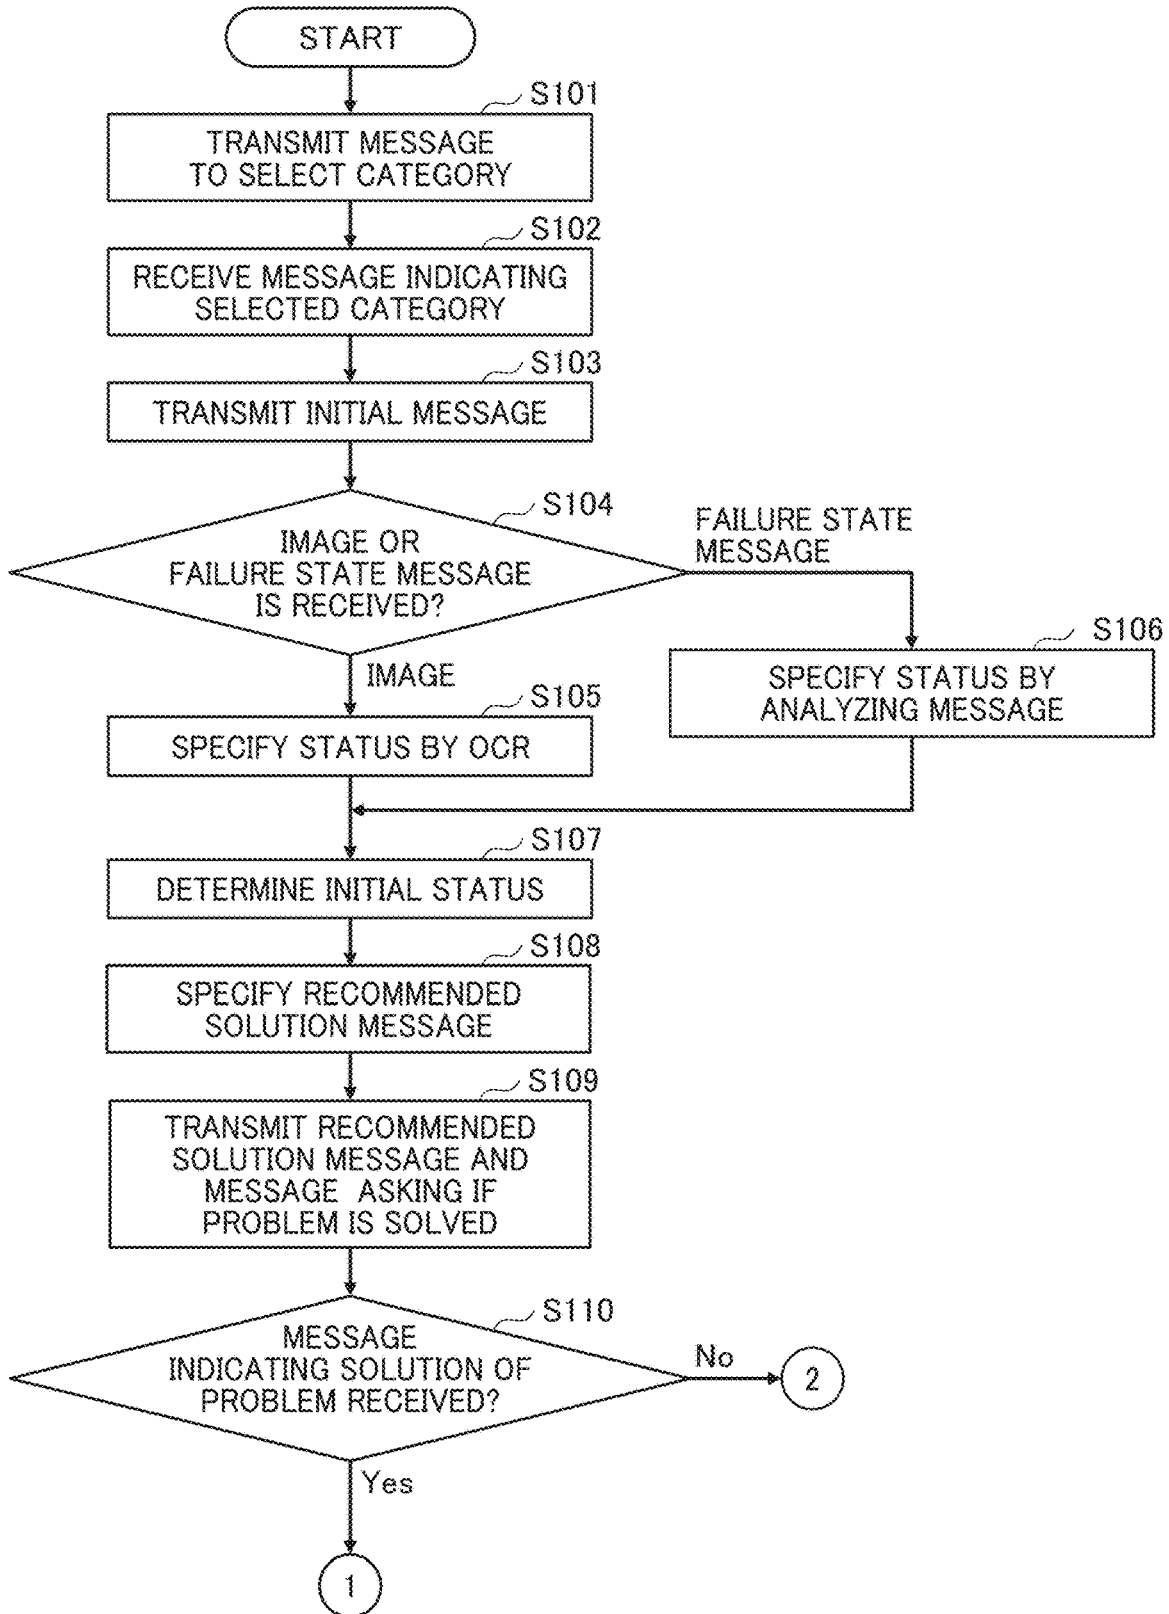 START
S101
TRANSMIT MESSAGE
TO SELECT CATEGORY
S102
RECEIVE MESSAGE INDICATING
SELECTED CATEGORY
S103
TRANSMIT INITIAL MESSAGE
S104
IMAGE OR
FAILURE STATE MESSAGE
IS RECEIVED?
FAILURE STATE
MESSAGE
IMAGE
S106
SPECIFY STATUS BY
ANALYZING MESSAGE
S105
SPECIFY STATUS BY OCR
S107
DETERMINE INITIAL STATUS
S108
SPECIFY RECOMMENDED
SOLUTION MESSAGE
S109
TRANSMIT RECOMMENDED
SOLUTION MESSAGE AND
MESSAGE ASKING IF
PROBLEM IS SOLVED
S110
MESSAGE
INDICATING SOLUTION OF
PROBLEM RECEIVED?
No
2
Yes
1